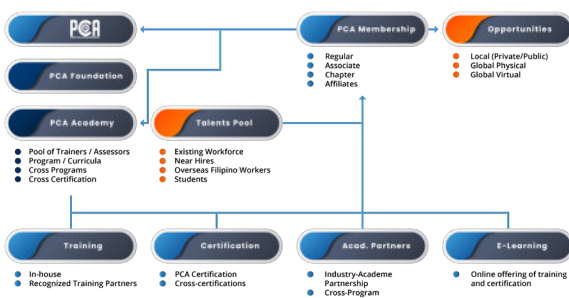 PCA
PCA Membership
Opportunities
Regular
Associate
Chapter
Affiliates
Local (Private/Public)
Global Physical
Global Virtual
PCA Foundation
PCA Academy
Talents Pool
Pool of Trainers / Assessors
Program / Curricula
Cross Programs
Cross Certification
Existing Workforce
Near Hires
Overseas Filipino Workers
Students
Training
Certification
Acad. Partners
E-Learning
In-house
Recognized Training Partners
PCA Certification
Cross-certifications
Industry-Academe
Partnership
Cross-Program
Online offering of training
and certification